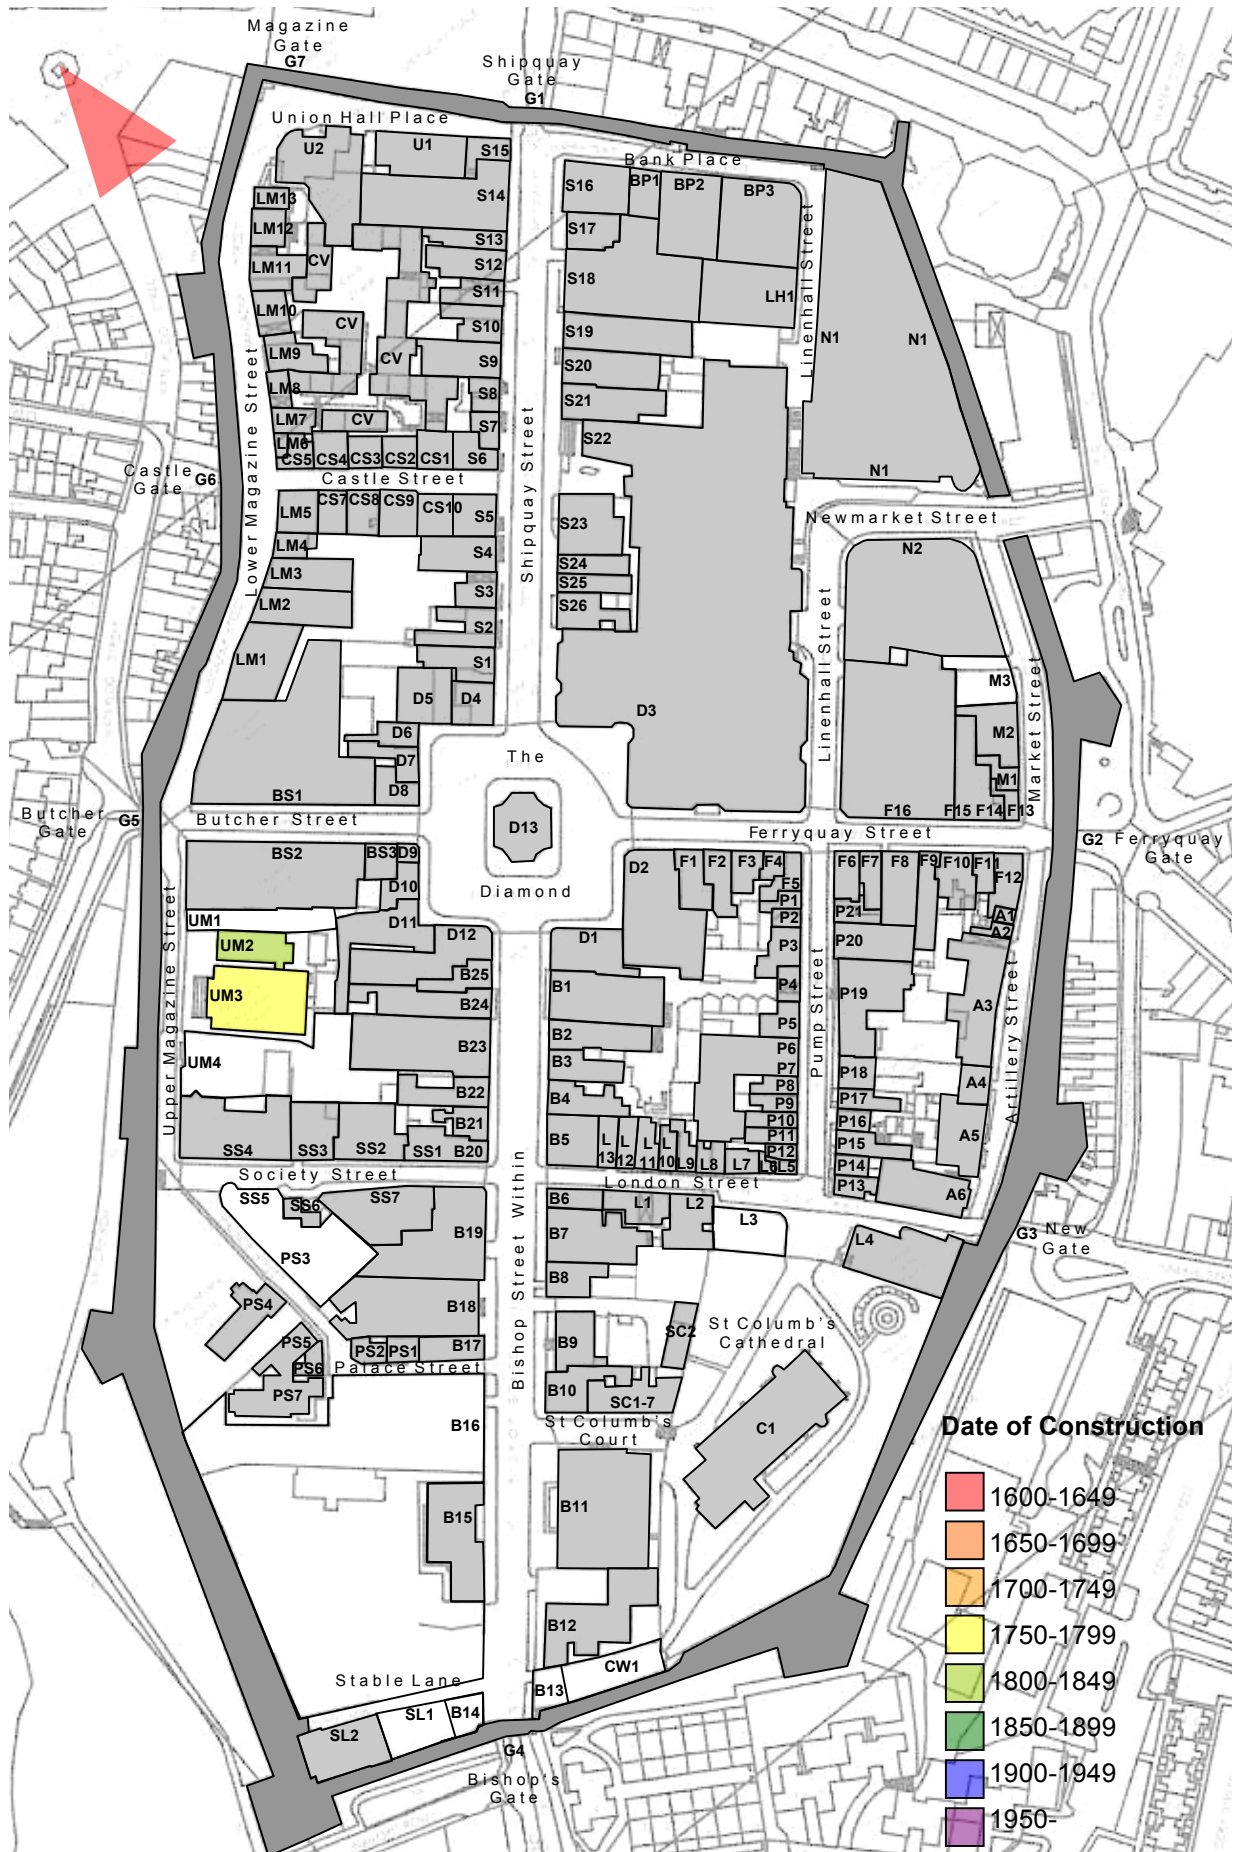 Magazine
Gate
G7
Shipquay
Gate
G1
Union Hall Place
U2
U1
S15
Bank Place
S14
S16
BP1
BP2
BP3
LM13
LM12
S17
S13
LM11
CV
S12
S18
S11
LH1
LM10
CV
S10
S19
N1
N1
LM9
CV
S9
S20
Linenhall Street
LM8
S8
S21
Lower Magazine Street
LM7
CV
S7
LM6
S22
CS5
CS4
CS3
CS2
CS1
S6
Castle
Gate
G6
Castle Street
N1
Shipquay Street
LM5
CS7
CS8
CS9
CS10
S5
S23
Newmarket Street
LM4
S4
N2
LM3
S24
S25
LM2
S3
S26
S2
LM1
S1
Linenhall Street
M3
D5
D4
D3
Market Street
D6
M2
D7
The
M1
D8
BS1
F16
F15
F14
F13
Butcher
Gate
G5
Butcher Street
D13
Ferryquay Street
G2
Ferryquay
Gate
BS2
BS3
D9
D2
F1
F2
F3
F4
F5
F6
F7
F8
F9
F10
F11
F12
D10
Diamond
P1
UM1
D11
P2
P21
A1
A2
UM2
D12
D1
P3
P20
Upper Magazine Street
UM3
B25
B1
P4
P19
A3
B24
Pump Street
B2
P5
Artillery Street
UM4
B23
B3
P6
P7
P18
A4
B22
B4
P8
P9
P17
B21
P10
P16
B5
L
13
L
12
L
11
L
10
L9
L8
L7
P11
P12
L6
L5
P15
A5
SS4
SS3
SS2
SS1
B20
P14
Society Street
London Street
P13
A6
SS5
SS6
SS7
B6
L1
L2
L3
B19
B7
L4
G3
New
Gate
PS3
Bishop Street Within
B8
PS4
B18
St Columb's
Cathedral
PS5
B9
SC2
PS6
PS2
PS1
B17
Palace Street
PS7
B10
SC1-7
B16
St Columb's
Court
C1
Date of Construction
B11
B15
1600-1649
1650-1699
1700-1749
B12
1750-1799
CW1
Stable Lane
B13
1800-1849
SL1
B14
SL2
1850-1899
G4
Bishop's
Gate
1900-1949
1950-